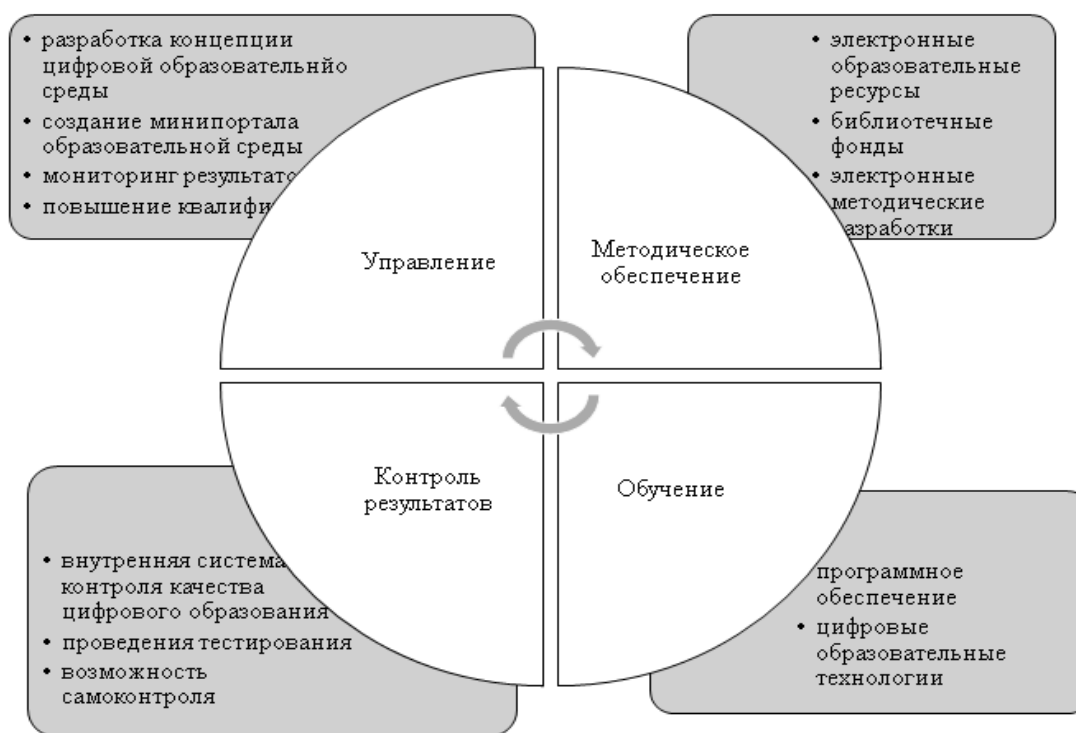 • разработка концепции
цифровой образовательнйо
среды
• создание минипортала
образовательной среды
• мониторинг результато
• повышение квалифи
• электронные
образовательные
ресурсы
• библиотечные
фонды
• электронные
методические
азработки
Управление
Методическое
обеспечение
Контроль
результатов
Обучение
• внутренняя система
контроля качества
цифрового образования
• проведения тестирования
• возможность
самоконтроля
• программное
обеспечение
• цифровые
образовательные
технологии